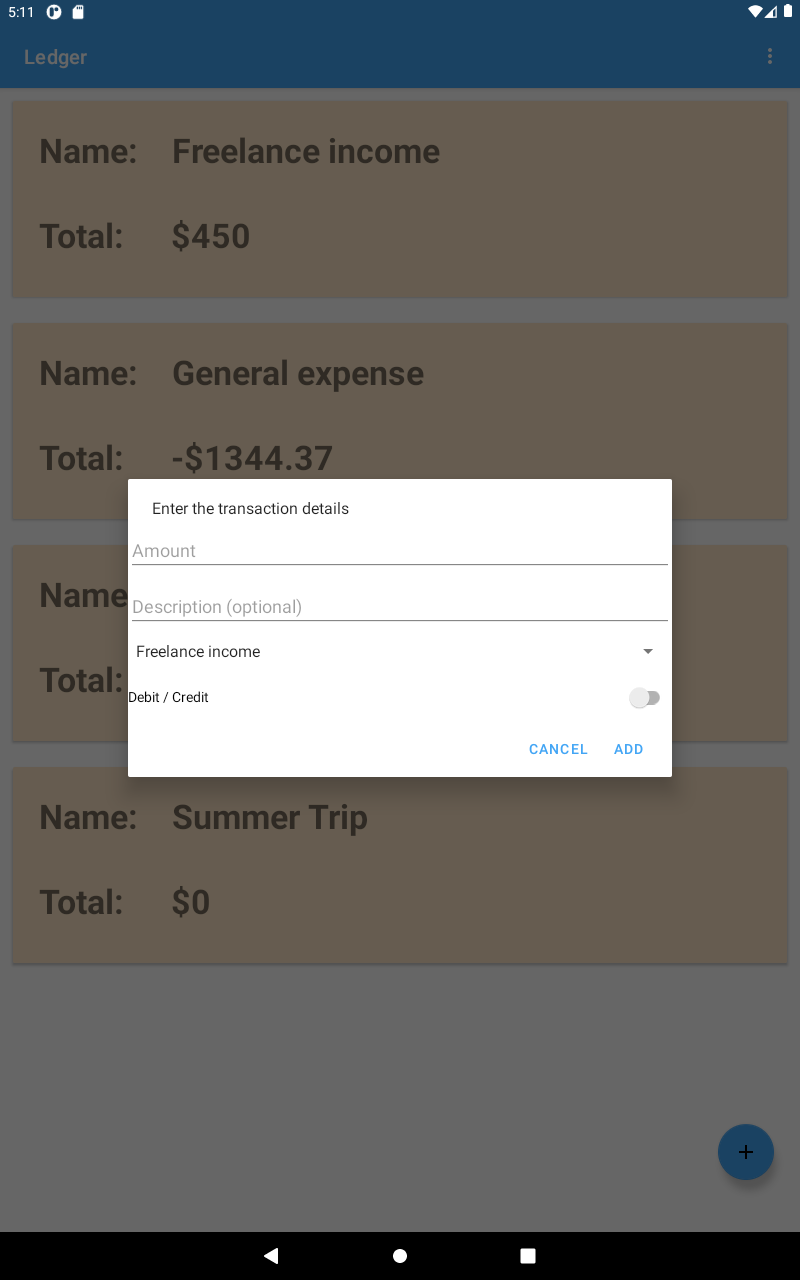 5:11
Ledger
Name: Freelance income
Total: $450
Name: General expense
Total: -$1344.37
Enter the transaction details
Amount
Description (optional)
Name
Freelance income
Total:
Debit / Credit
CANCEL ADD
Name: Summer Trip
Total: $0